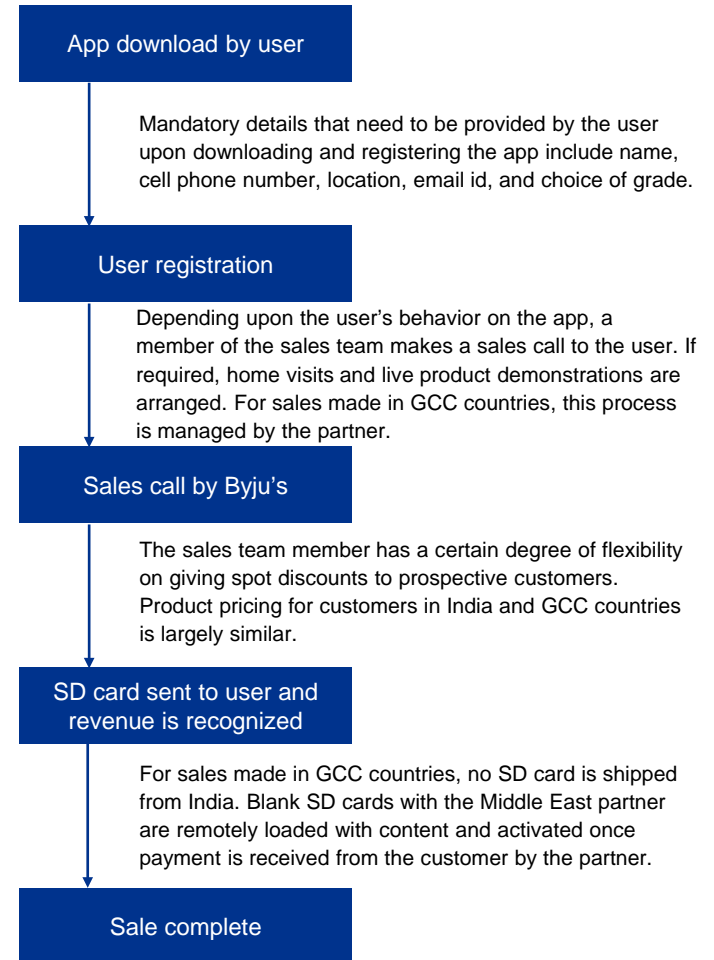 App download by user
Mandatory details that need to be provided by the user
upon downloading and registering the app include name,
cell phone number, location, email id, and choice of grade.
User registration
Depending upon the user’s behavior on the app, a
member of the sales team makes a sales call to the user. If
required, home visits and live product demonstrations are
arranged. For sales made in GCC countries, this process
is managed by the partner.
Sales call by Byju’s
The sales team member has a certain degree of flexibility
on giving spot discounts to prospective customers.
Product pricing for customers in India and GCC countries
is largely similar.
SD card sent to user and
revenue is recognized
For sales made in GCC countries, no SD card is shipped
from India. Blank SD cards with the Middle East partner
are remotely loaded with content and activated once
payment is received from the customer by the partner.
Sale complete